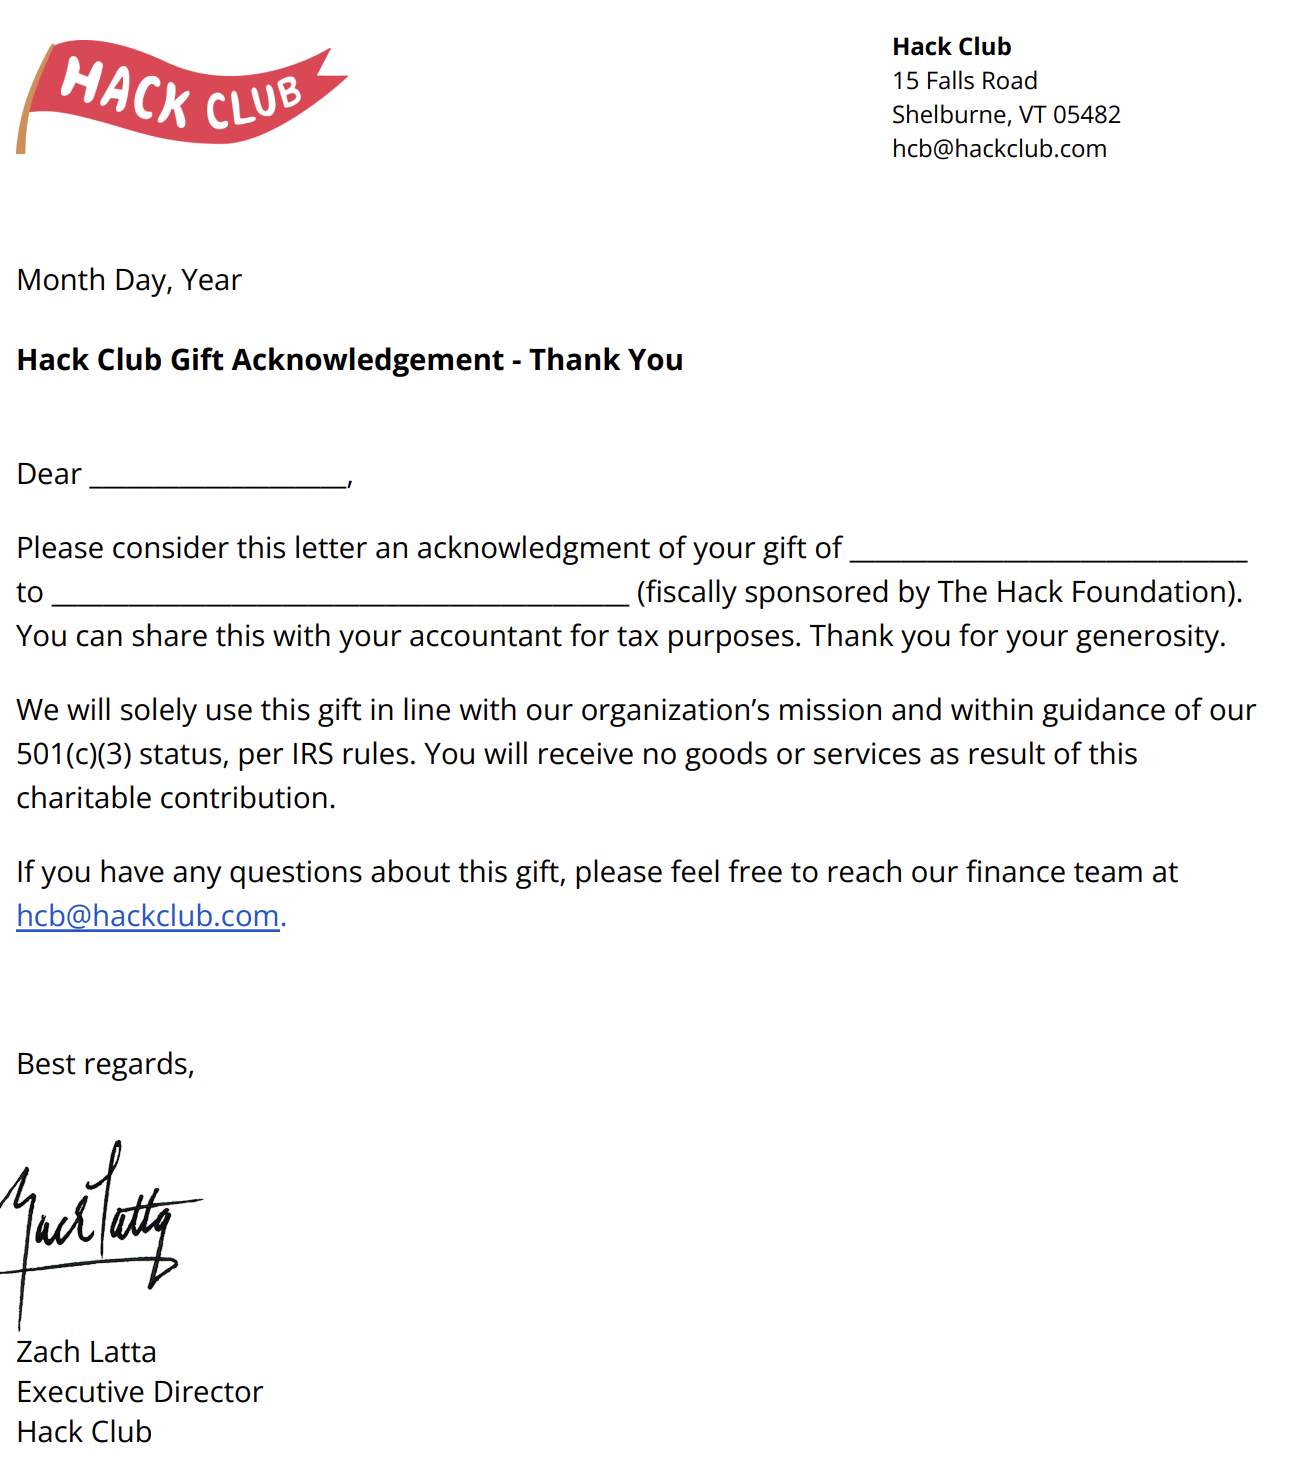 HACK CLUB
Hack Club
15 Falls Road
Shelburne, VT 05482
hcb@hackclub.com
Month Day, Year
Hack Club Gift Acknowledgement - Thank You
Dear ___________________,
Please consider this letter an acknowledgment of your gift of _____________________________
to __________________________________________ (fiscally sponsored by The Hack Foundation).
You can share this with your accountant for tax purposes. Thank you for your generosity.
We will solely use this gift in line with our organization’s mission and within guidance of our
501(c)(3) status, per IRS rules. You will receive no goods or services as result of this
charitable contribution.
If you have any questions about this gift, please feel free to reach our finance team at
hcb@hackclub.com.
Best regards,
Zach Latta
Zach Latta
Executive Director
Hack Club